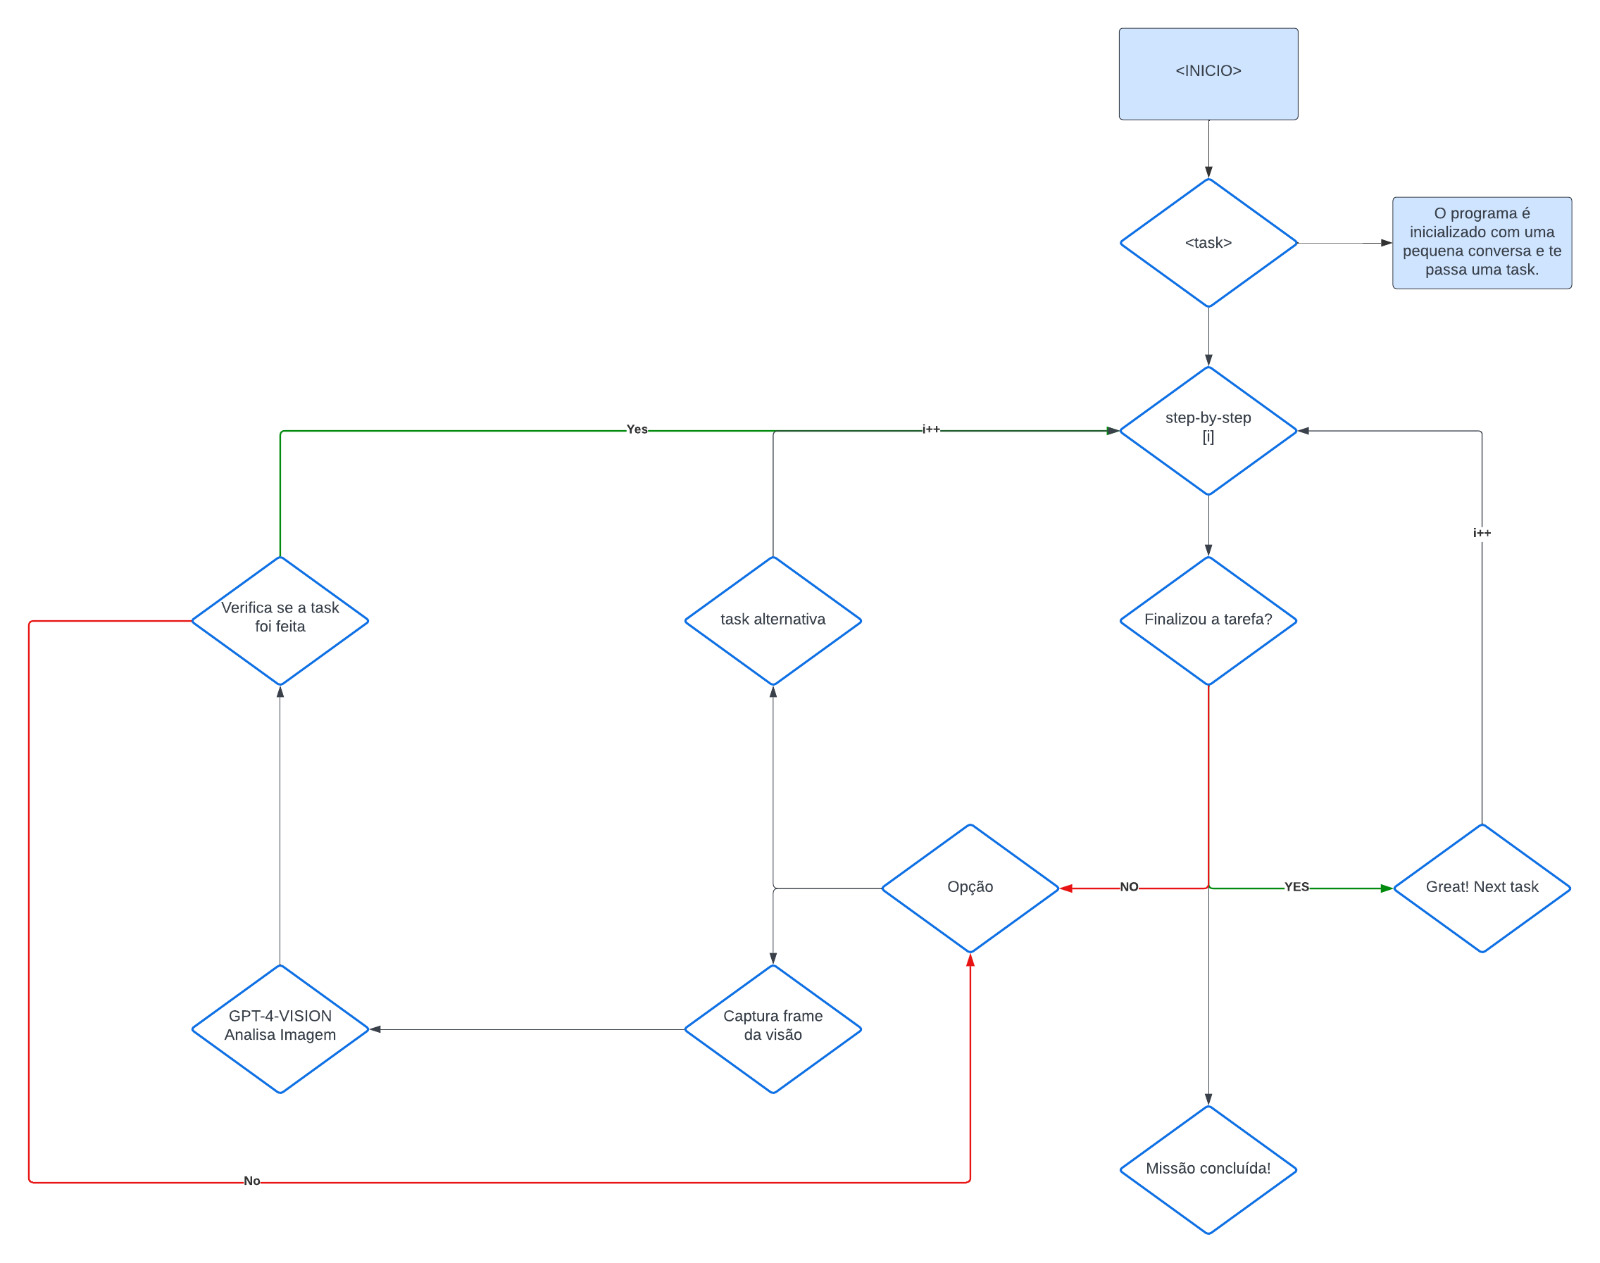 <INICIO>
<task>
O programa é
inicializado com uma
pequena conversa e te
passa uma task.
step-by-step
[i]
Yes
i++
i++
Verifica se a task
foi feita
task alternativa
Finalizou a tarefa?
Opção
NO
YES
Great! Next task
GPT-4-VISION
Analisa Imagem
Captura frame
da visão
Missão concluída!
No